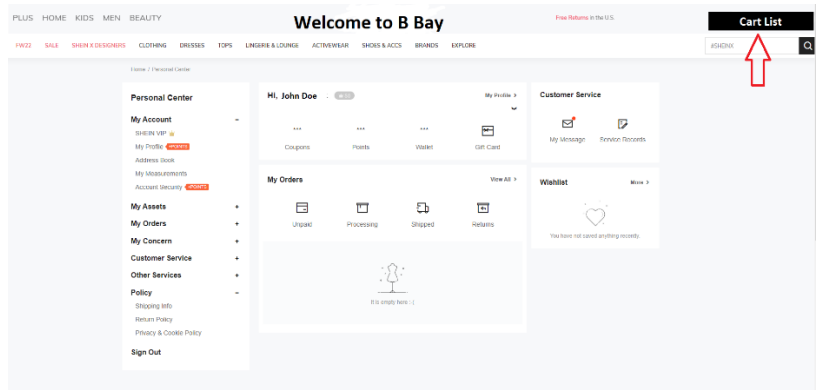 PLUS HOME KIDS MEN BEAUTY
Welcome to B Bay
Free Returns in the U.S.
Cart List
FW22 SALE SHEIN X DESIGNERS CLOTHING DRESSES TOPS LINGERIE & LOUNGE ACTIVEWEAR SHOES & ACCS BRANDS EXPLORE
#SHEINX
Home / Personal Center
Personal Center
My Account -
SHEIN VIP
My Profile +POINTS
Address Book
My Measurements
Account Security +POINTS
My Assets +
My Orders +
My Concern +
Customer Service +
Other Services +
Policy -
Shipping Info
Return Policy
Privacy & Cookie Policy
Sign Out
Hi, John Doe
My Profile >
Coupons Points Wallet Gift Card
My Orders View All >
Unpaid Processing Shipped Returns
It is empty here :-(
Customer Service
My Message Service Records
Wishlist More >
You have not saved anything recently.